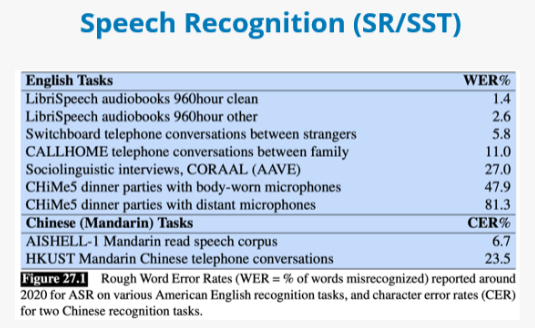 Speech Recognition (SR/SST)
English Tasks WER%
LibriSpeech audiobooks 960hour clean 1.4
LibriSpeech audiobooks 960hour other 2.6
Switchboard telephone conversations between strangers 5.8
CALLHOME telephone conversations between family 11.0
Sociolinguistic interviews, CORAAL (AAVE) 27.0
CHiMe5 dinner parties with body-worn microphones 47.9
CHiMe5 dinner parties with distant microphones 81.3
Chinese (Mandarin) Tasks CER%
AISHELL-1 Mandarin read speech corpus 6.7
HKUST Mandarin Chinese telephone conversations 23.5
Figure 27.1 Rough Word Error Rates (WER = % of words misrecognized) reported around
2020 for ASR on various American English recognition tasks, and character error rates (CER)
for two Chinese recognition tasks.